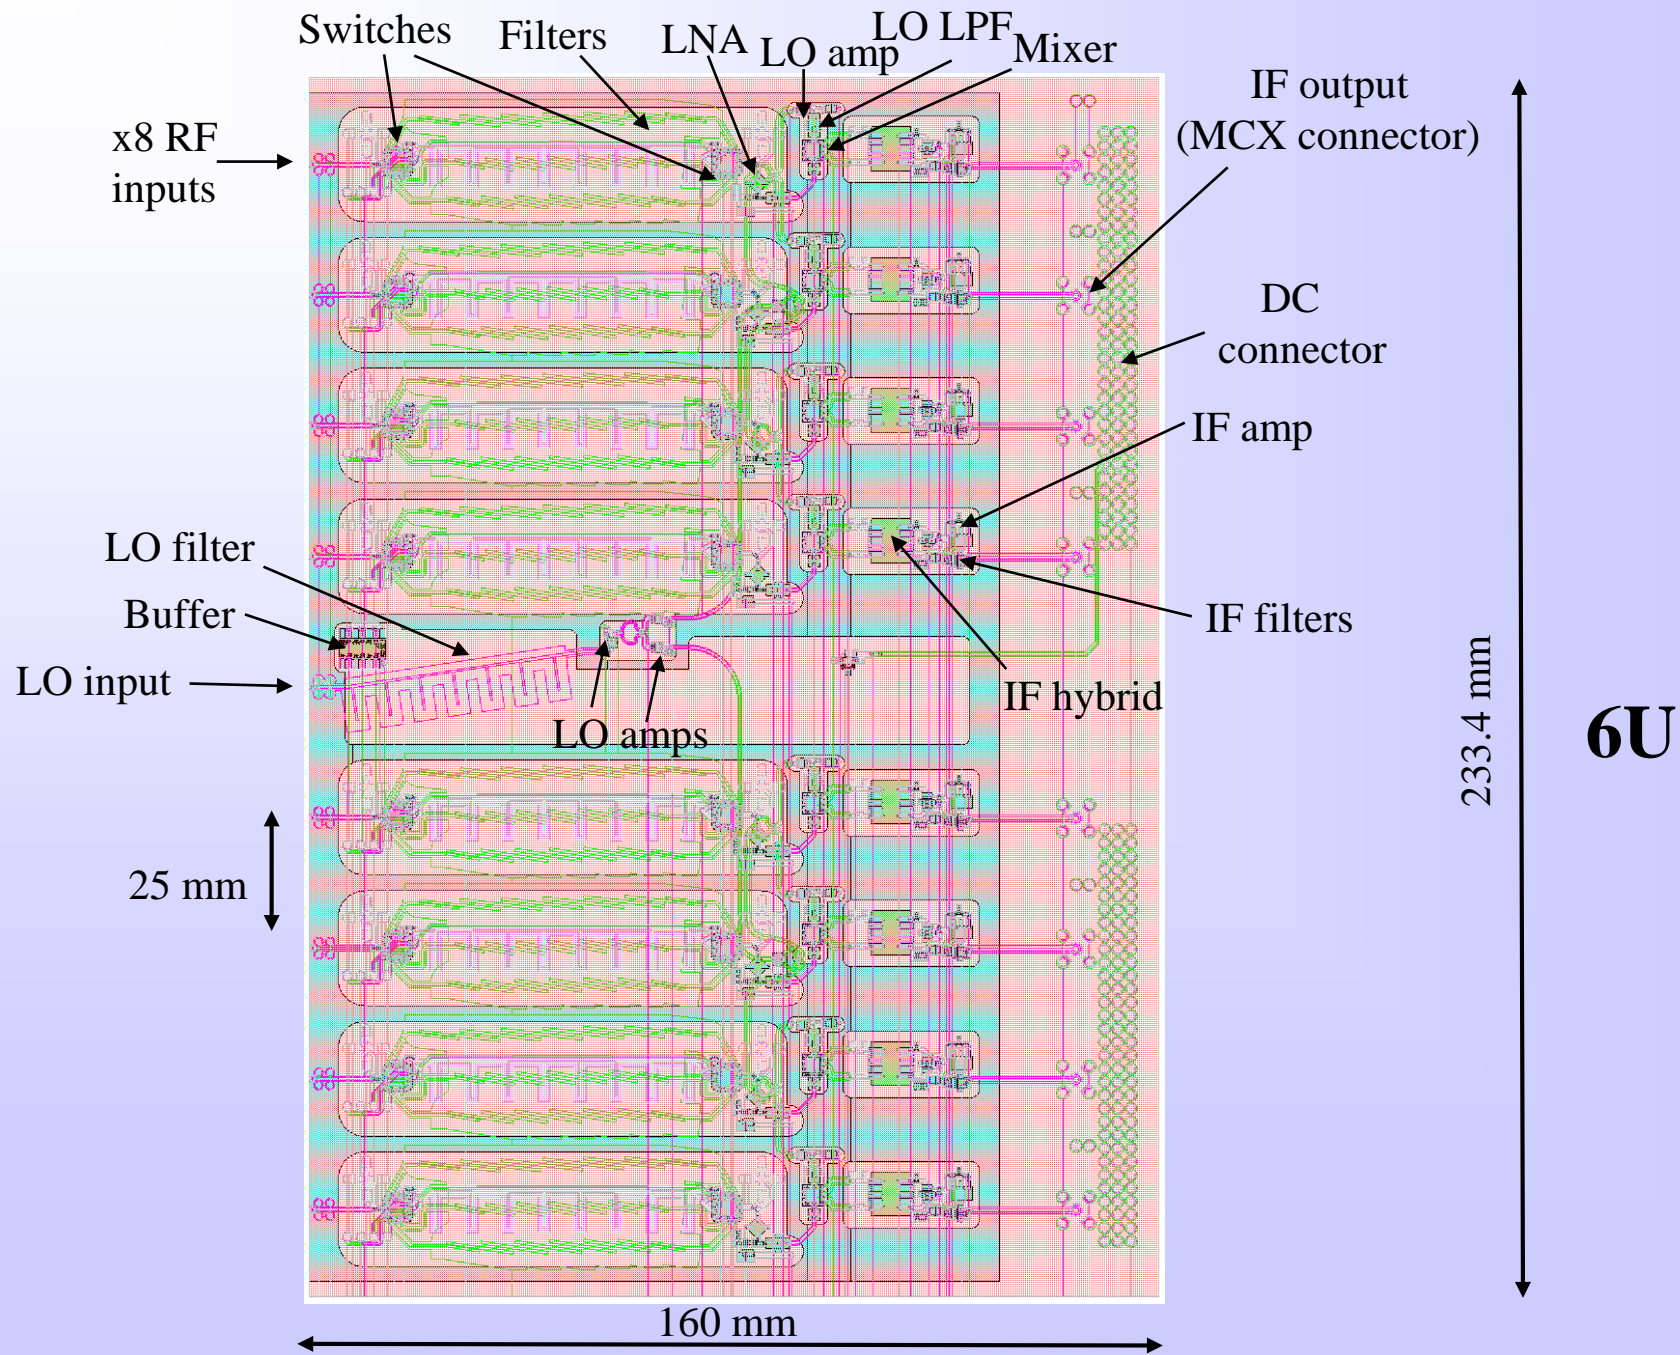 Switches
Filters
LNA
LO amp
LO LPF
Mixer
x8 RF
inputs
IF output
(MCX connector)
DC
connector
IF amp
LO filter
Buffer
IF filters
LO input
IF hybrid
LO amps
25 mm
233.4 mm
6U
160 mm